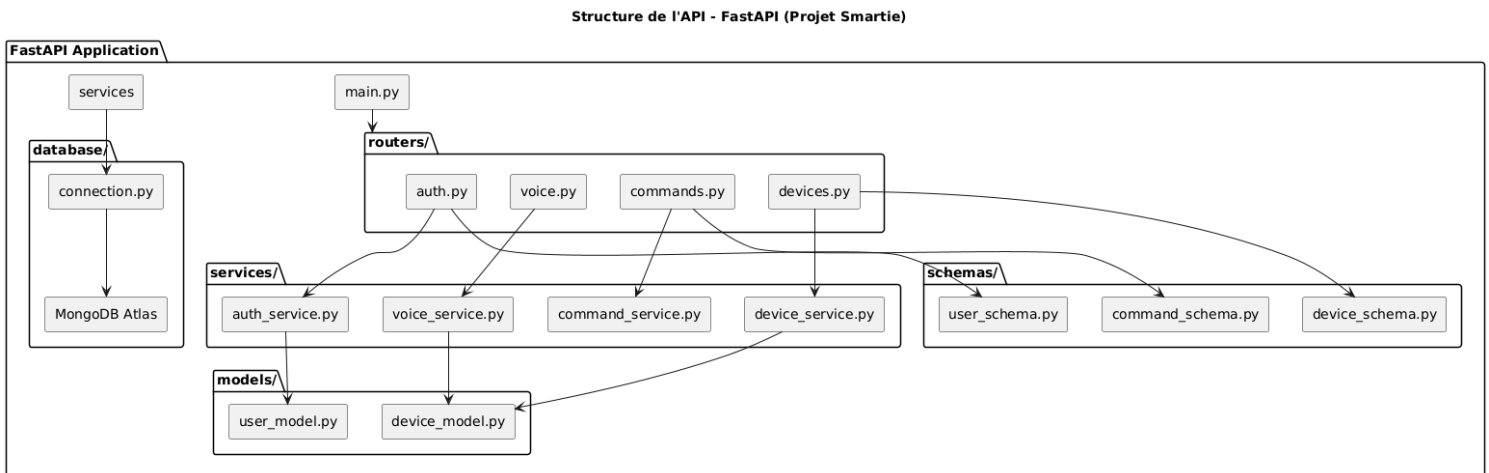 Structure de l'API - FastAPI (Projet Smartie)
FastAPI Application
services
main.py
database/
routers/
connection.py
auth.py
voice.py
commands.py
devices.py
services/
schemas/
MongoDB Atlas
auth_service.py
voice_service.py
command_service.py
device_service.py
user_schema.py
command_schema.py
device_schema.py
models/
user_model.py
device_model.py